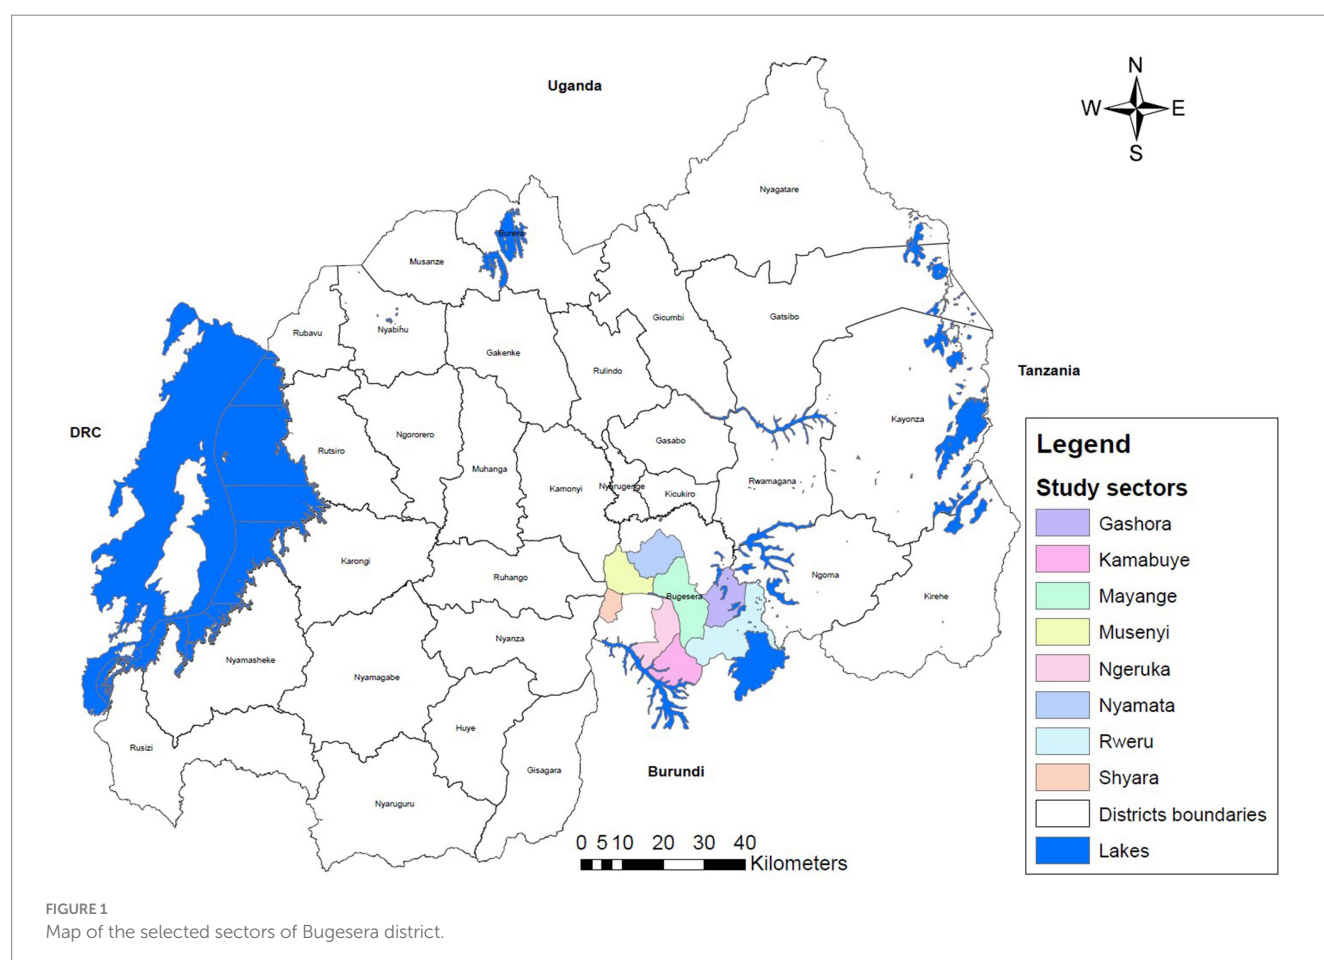 Uganda
N
W E
S
Nyagatare
Burera
Musanze
Rubavu
Nyabihu
Gicumbi
Gatsibo
Gakenke
Rulindo
Tanzania
DRC
Kayonza
Ngororero
Gasabo
Rutsiro
Muhanga
Kamonyi
Nyarugenge
Kicukiro
Rwamagana
Karongi
Ruhango
Bugesera
Ngoma
Kirehe
Nyanza
Nyamasheke
Nyamagabe
Huye
Rusizi
Gisagara
Burundi
Nyaruguru
Legend
Study sectors
Gashora
Kamabuye
Mayange
Musenyi
Ngeruka
Nyamata
Rweru
Shyara
Districts boundaries
Lakes
0 5 10 20 30 40
Kilometers
FIGURE 1
Map of the selected sectors of Bugesera district.